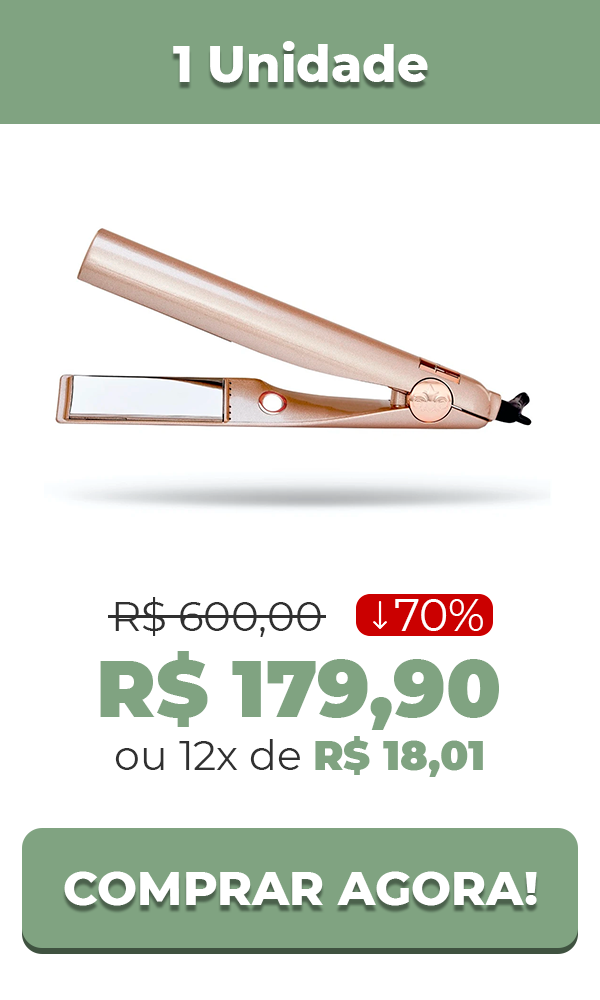 1 Unidade
R$ 600,00 ↓70%
R$ 179,90
ou 12x de R$ 18,01
COMPRAR AGORA!